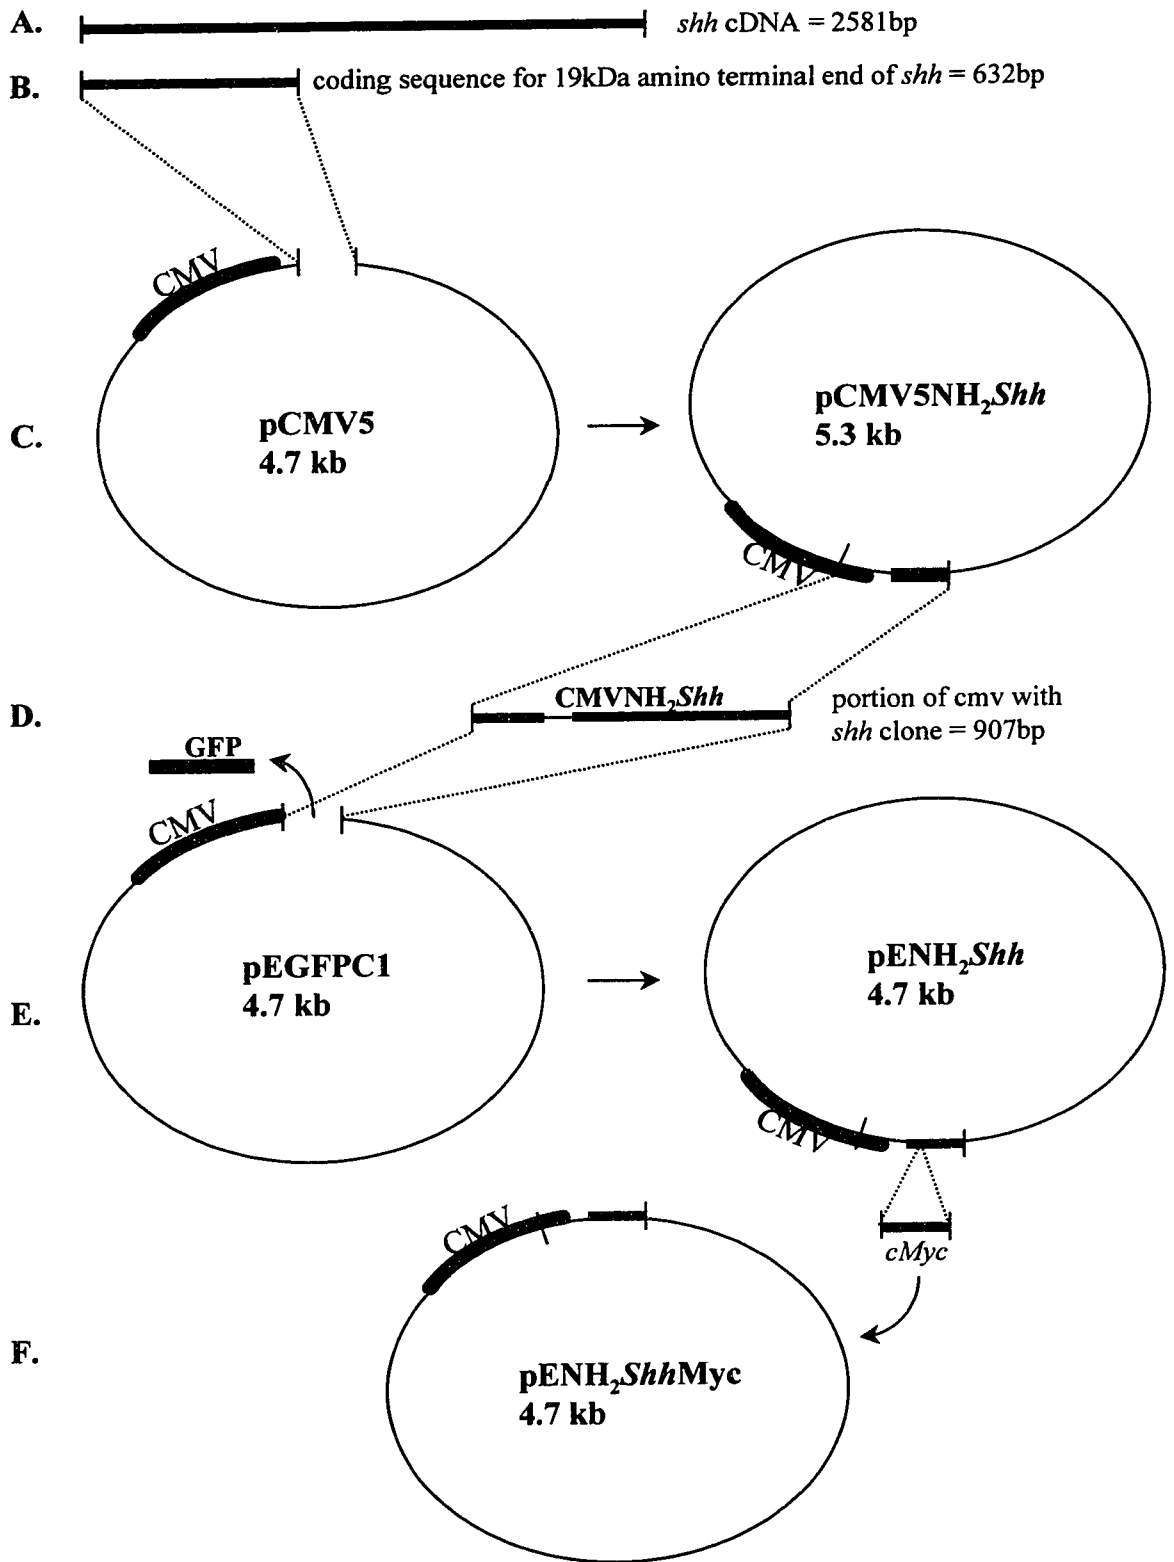 A. shh cDNA = 2581bp
B. coding sequence for 19kDa amino terminal end of shh = 632bp
CMV
C.
pCMV5
4.7 kb
pCMV5NH₂Shh
5.3 kb
CMV
D.
CMVNH₂Shh
portion of cmv with
shh clone = 907bp
GFP
CMV
E.
pEGFPC1
4.7 kb
pENH₂Shh
4.7 kb
CMV
cMyc
CMV
F.
pENH₂ShhMyc
4.7 kb